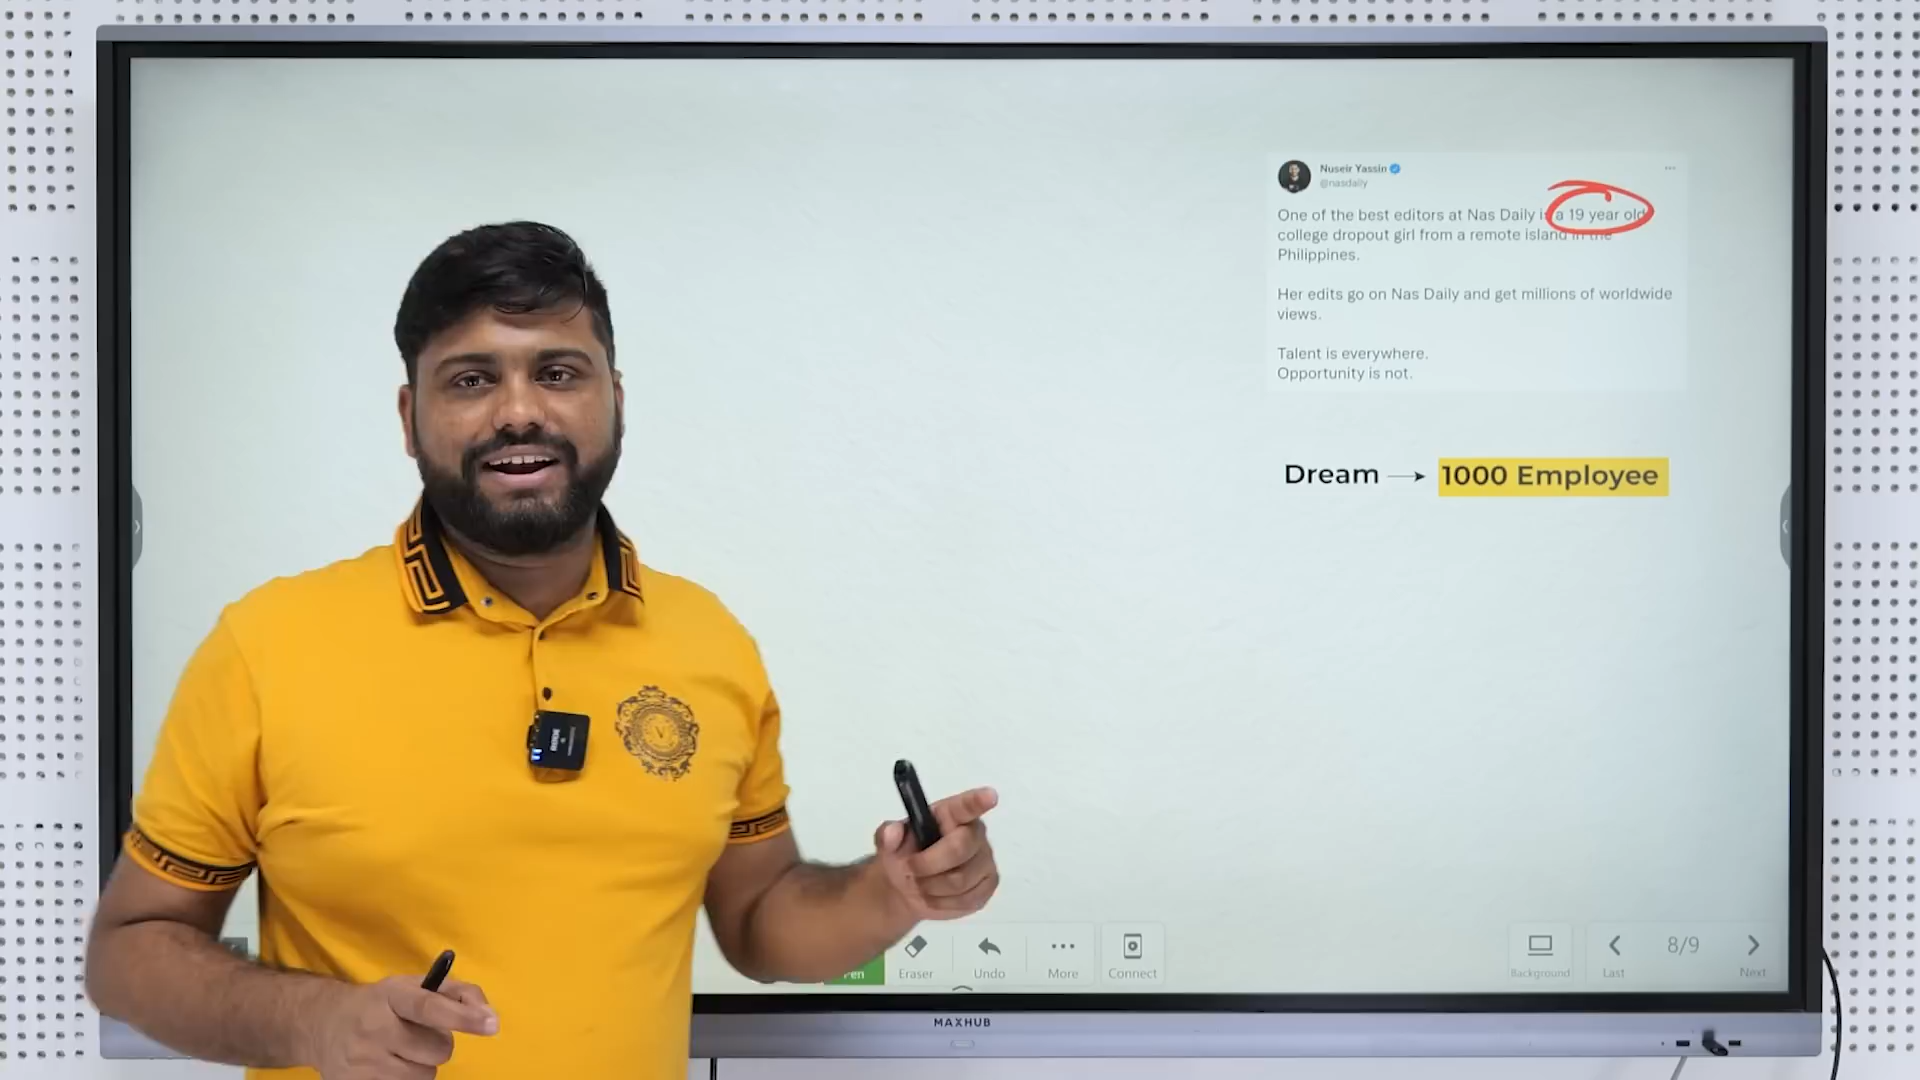 Nuseir Yassin
@nasdaily
One of the best editors at Nas Daily is a 19 year old
college dropout girl from a remote island in the
Philippines.
Her edits go on Nas Daily and get millions of worldwide
views.
Talent is everywhere.
Opportunity is not.
Dream → 1000 Employee
RODE
V
Pen
Eraser
Undo
More
Connect
Background
Last
8/9
Next
MAXHUB